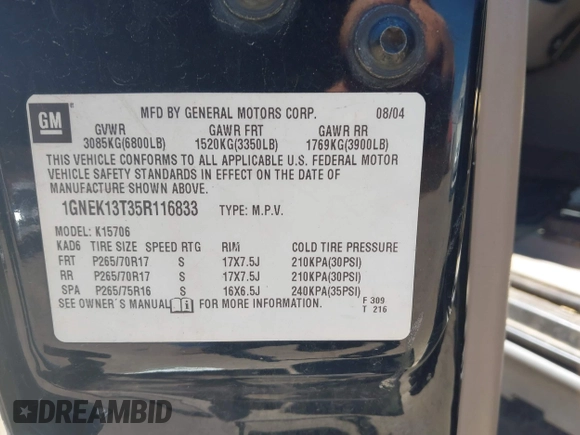 GM
MFD BY GENERAL MOTORS CORP. 08/04
GVWR GAWR FRT GAWR RR
3085KG(6800LB) 1520KG(3350LB) 1769KG(3900LB)
THIS VEHICLE CONFORMS TO ALL APPLICABLE U.S. FEDERAL MOTOR
VEHICLE SAFETY STANDARDS IN EFFECT ON THE DATE OF
MANUFACTURE SHOWN ABOVE.
1GNEK13T35R116833 TYPE: M.P.V.
MODEL: K15706
KAD6 TIRE SIZE SPEED RTG RIM COLD TIRE PRESSURE
FRT P265/70R17 S 17X7.5J 210KPA(30PSI)
RR P265/70R17 S 17X7.5J 210KPA(30PSI)
SPA P265/75R16 S 16X6.5J 240KPA(35PSI)
SEE OWNER´S MANUAL FOR MORE INFORMATION.
F 309
T 216
DREAMBID